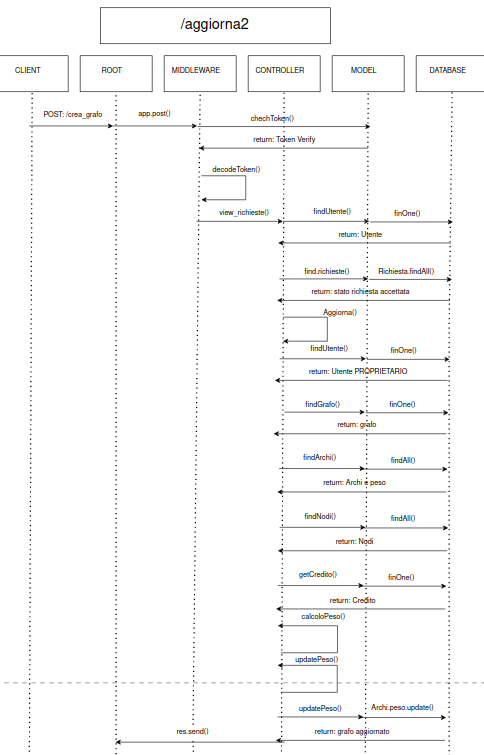 /aggiorna2
CLIENT
ROOT
MIDDLEWARE
CONTROLLER
MODEL
DATABASE
POST: /crea_grafo
app.post()
chechToken()
return: Token Verify
decodeToken()
view_richieste()
findUtente()
finOne()
return: Utente
find.richieste()
Richiesta.findAll()
return: stato richiesta accettata
Aggiorna()
findUtente()
finOne()
return: Utente PROPRIETARIO
findGrafo()
finOne()
return: grafo
findArchi()
findAll()
return: Archi e peso
findNodi()
findAll()
return: Nodi
getCredito()
finOne()
return: Credito
calcoloPeso()
updatePeso()
updatePeso()
Archi.peso.update()
res.send()
return: grafo aggiornato